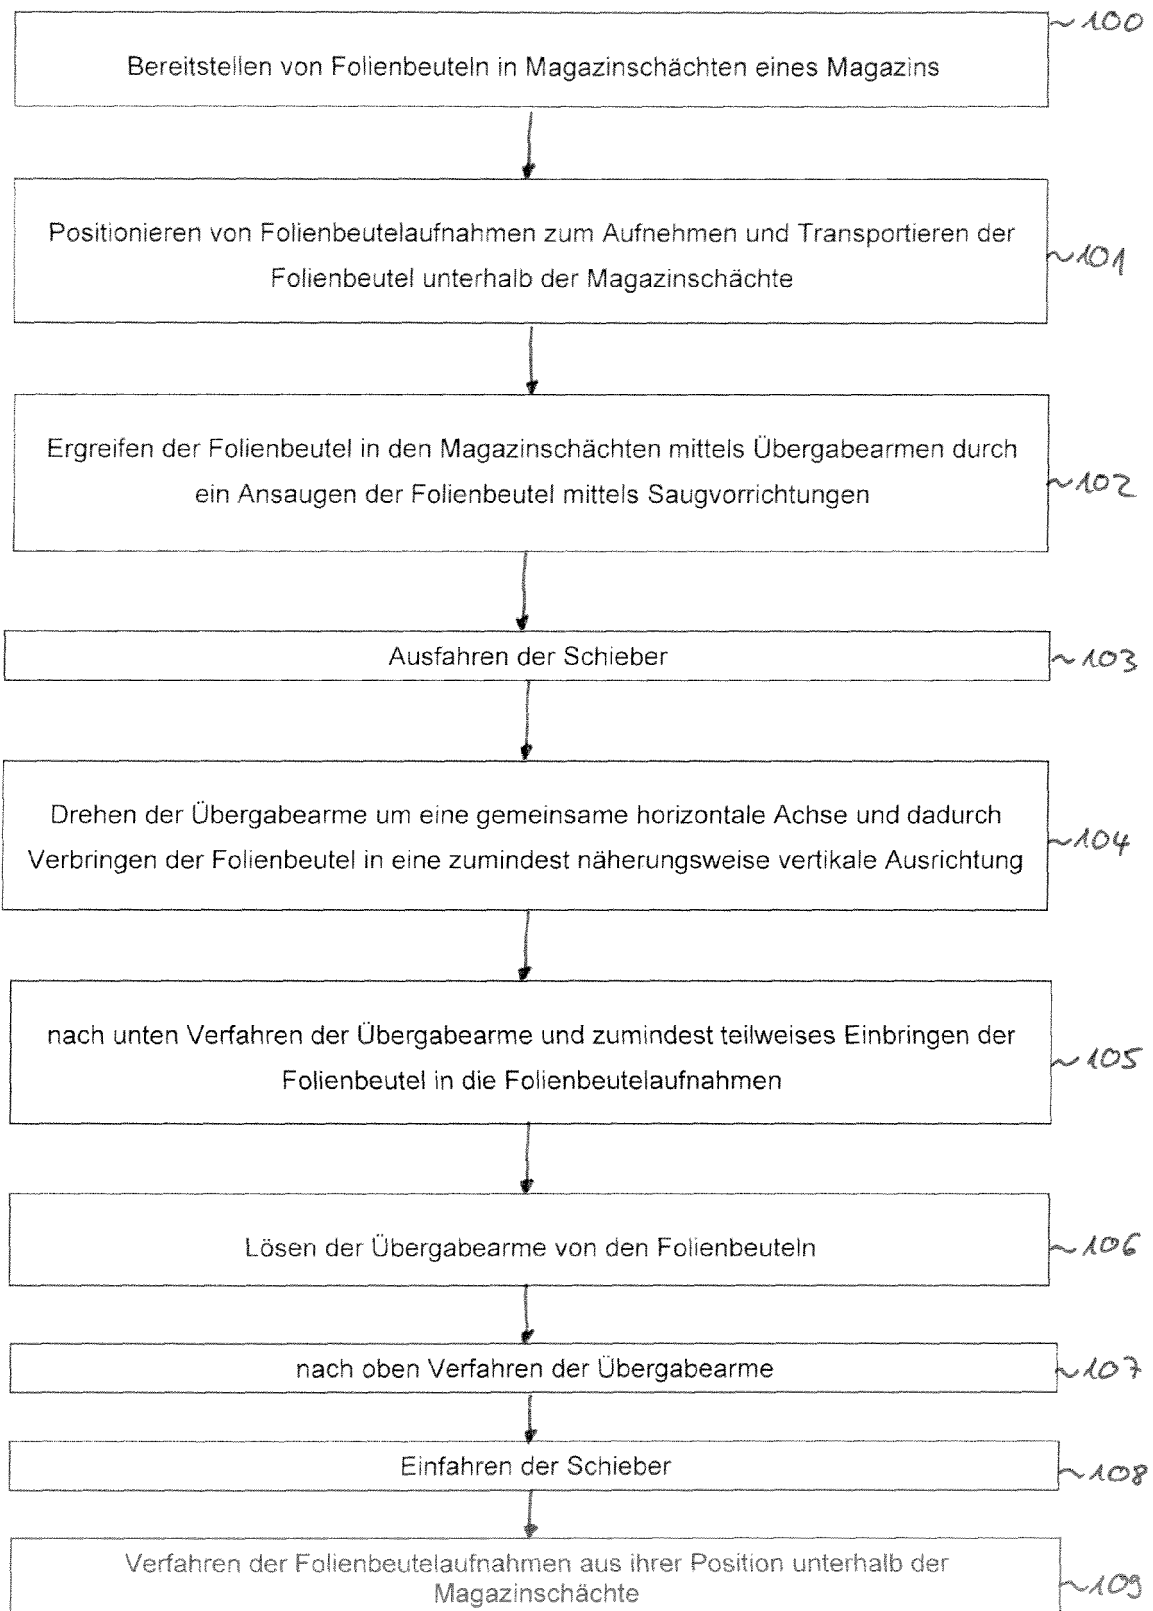 ~100
Bereitstellen von Folienbeuteln in Magazinschächten eines Magazins
Positionieren von Folienbeutelaufnahmen zum Aufnehmen und Transportieren der
Folienbeutel unterhalb der Magazinschächte
~101
Ergreifen der Folienbeutel in den Magazinschächten mittels Übergabearmen durch
ein Ansaugen der Folienbeutel mittels Saugvorrichtungen
~102
Ausfahren der Schieber
~103
Drehen der Übergabearme um eine gemeinsame horizontale Achse und dadurch
Verbringen der Folienbeutel in eine zumindest näherungsweise vertikale Ausrichtung
~104
nach unten Verfahren der Übergabearme und zumindest teilweises Einbringen der
Folienbeutel in die Folienbeutelaufnahmen
~105
Lösen der Übergabearme von den Folienbeuteln
~106
nach oben Verfahren der Übergabearme
~107
Einfahren der Schieber
~108
Verfahren der Folienbeutelaufnahmen aus ihrer Position unterhalb der
Magazinschächte
~109